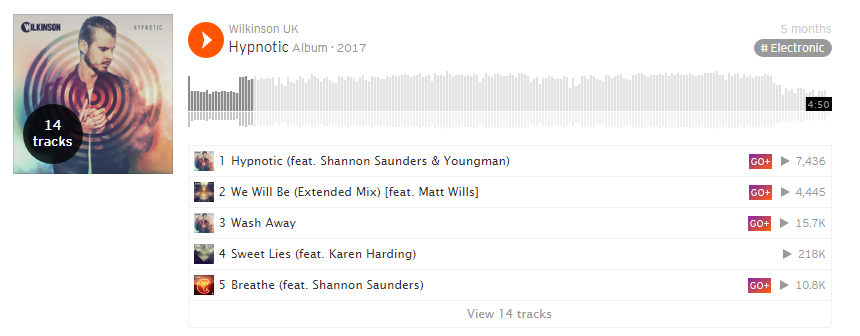 WILKINSON
HYPNOTIC
14
tracks
Wilkinson UK
5 months
Hypnotic Album · 2017
# Electronic
4:50
1 Hypnotic (feat. Shannon Saunders & Youngman) GO+ 7,436
2 We Will Be (Extended Mix) [feat. Matt Wills] GO+ 4,445
3 Wash Away GO+ 15.7K
4 Sweet Lies (feat. Karen Harding) 218K
5 Breathe (feat. Shannon Saunders) GO+ 10.8K
View 14 tracks